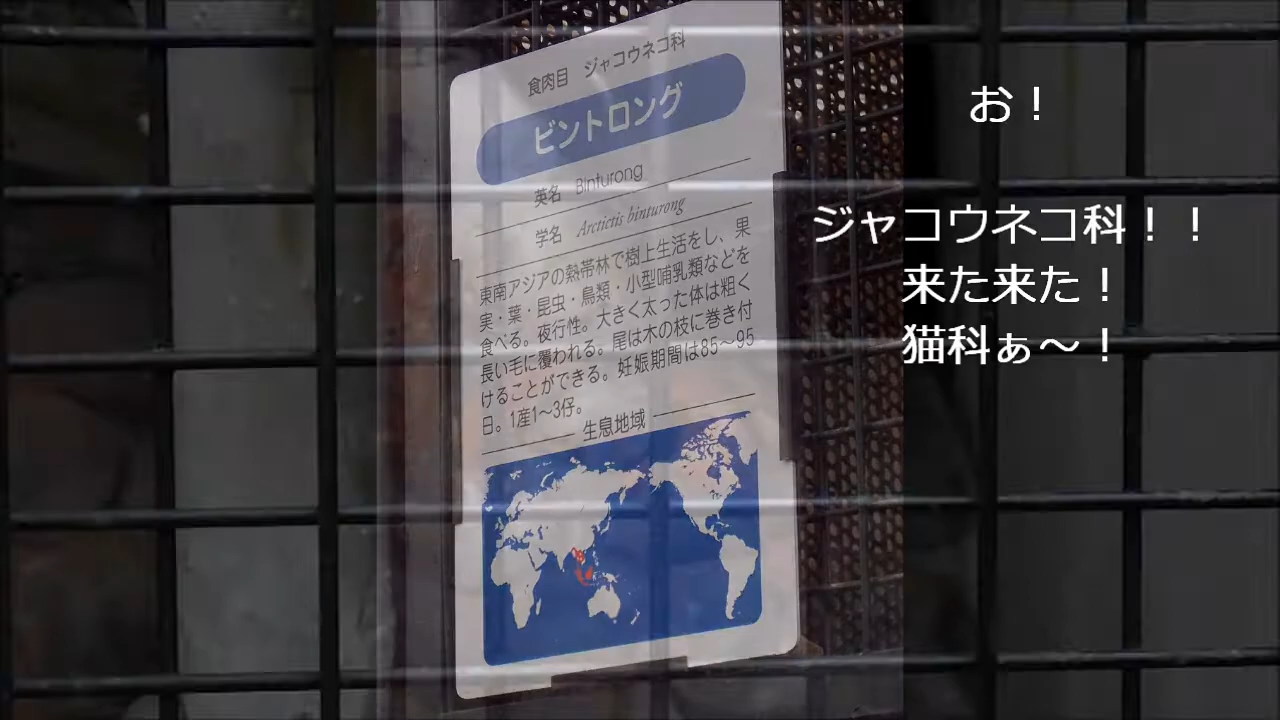 食肉目 ジャコウネコ科
ビントロング
英名 Binturong
学名 Arctictis binturong
東南アジアの熱帯林で樹上生活をし、果
実・葉・昆虫・鳥類・小型哺乳類などを
食べる。夜行性。大きく太った体は粗く
長い毛に覆われる。尾は木の枝に巻き付
けることができる。妊娠期間は85〜95
日。1産1〜3仔。
生息地域
お！
ジャコウネコ科！！
来た来た！
猫科ぁ〜！